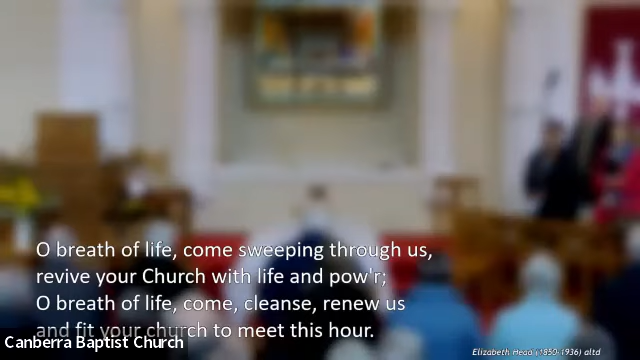 O breath of life, come sweeping through us,
revive your Church with life and pow'r;
O breath of life, come, cleanse, renew us
and fit your church to meet this hour.
Canberra Baptist Church
Elizabeth Head (1850-1936) altd